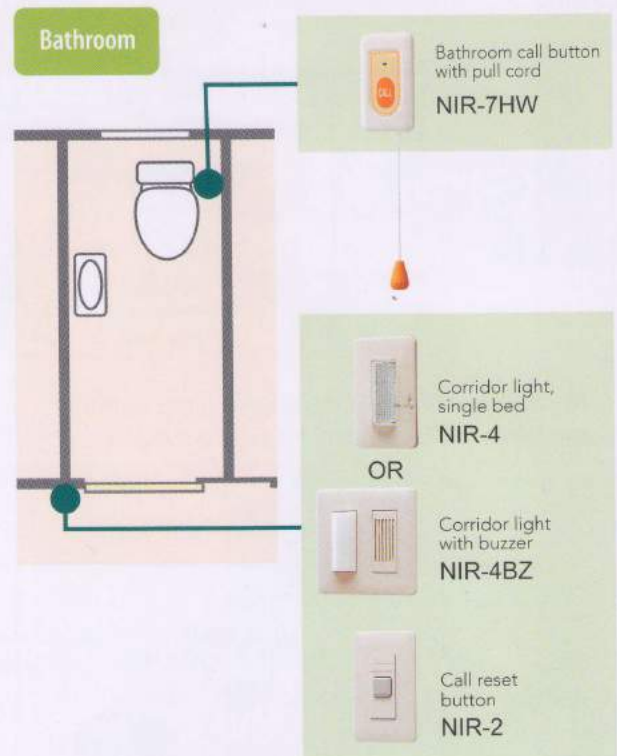 Bathroom
Bathroom call button
with pull cord
NIR-7HW
CALL
Corridor light,
single bed
NIR-4
OR
Corridor light
with buzzer
NIR-4BZ
Call reset
button
NIR-2